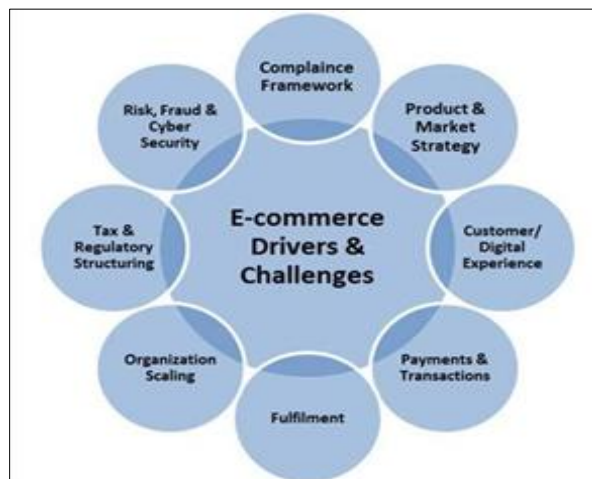 Complaince
Framework
Product &
Market
Strategy
Customer/
Digital
Experience
Payments &
Transactions
Fulfilment
Organization
Scaling
Tax &
Regulatory
Structuring
Risk, Fraud &
Cyber
Security
E-commerce
Drivers &
Challenges